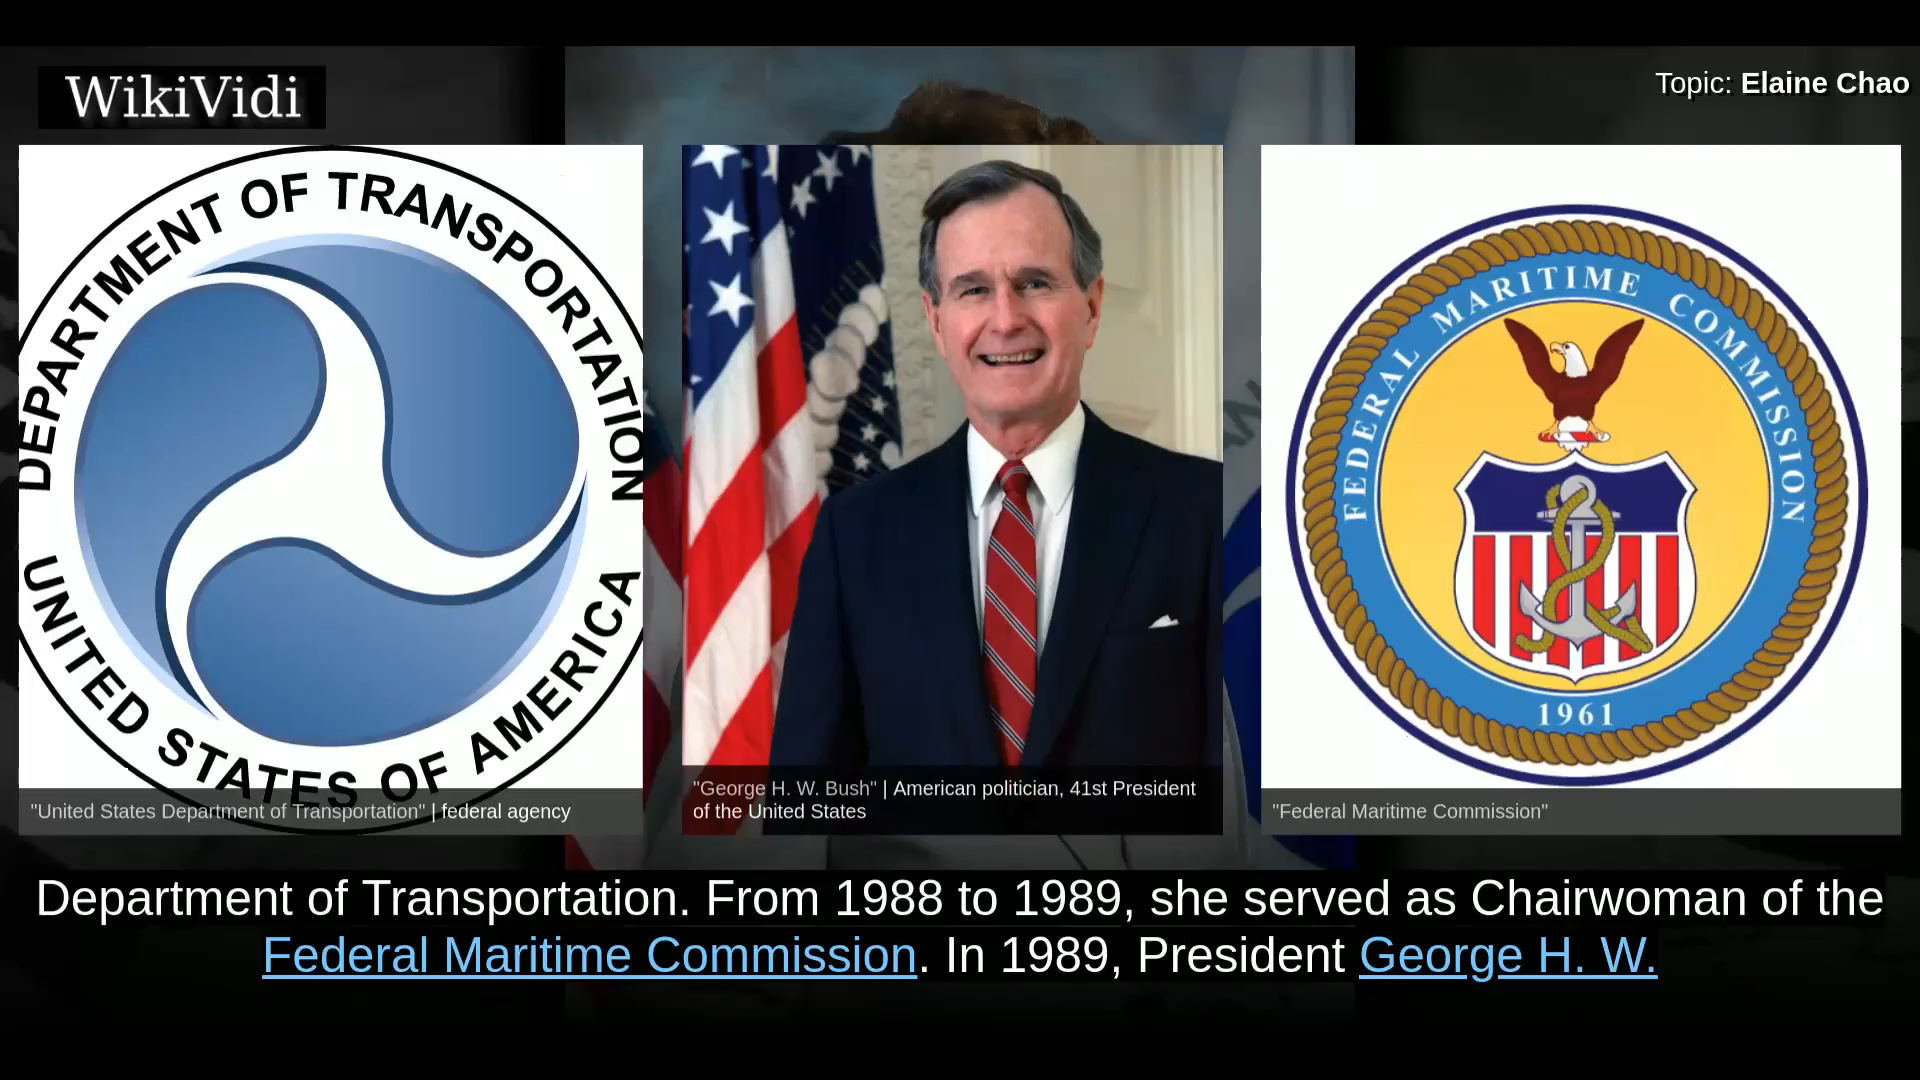 WikiVidi
Topic: Elaine Chao
DEPARTMENT OF TRANSPORTATION
UNITED STATES OF AMERICA
"United States Department of Transportation" | federal agency
"George H. W. Bush" | American politician, 41st President
of the United States
FEDERAL MARITIME COMMISSION
1961
"Federal Maritime Commission"
Department of Transportation. From 1988 to 1989, she served as Chairwoman of the
Federal Maritime Commission. In 1989, President George H. W.